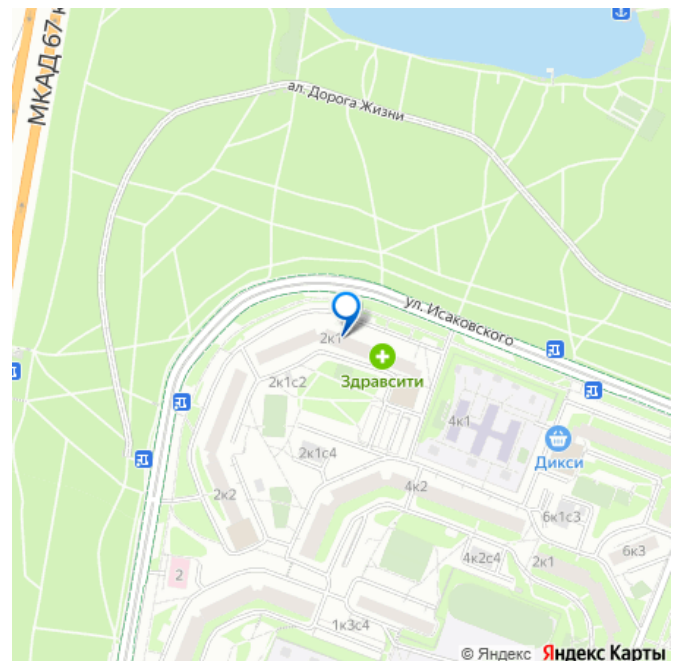 МКАД 67 к
ал. Дорога Жизни
ул. Исаковского
2к1
Здравсити
2к1с2
4к1
Дикси
2к1с4
4к2
2к2
6к1с3
6к3
4к2с4
2к1
2
1к3с4
© Яндекс Яндекс Карты